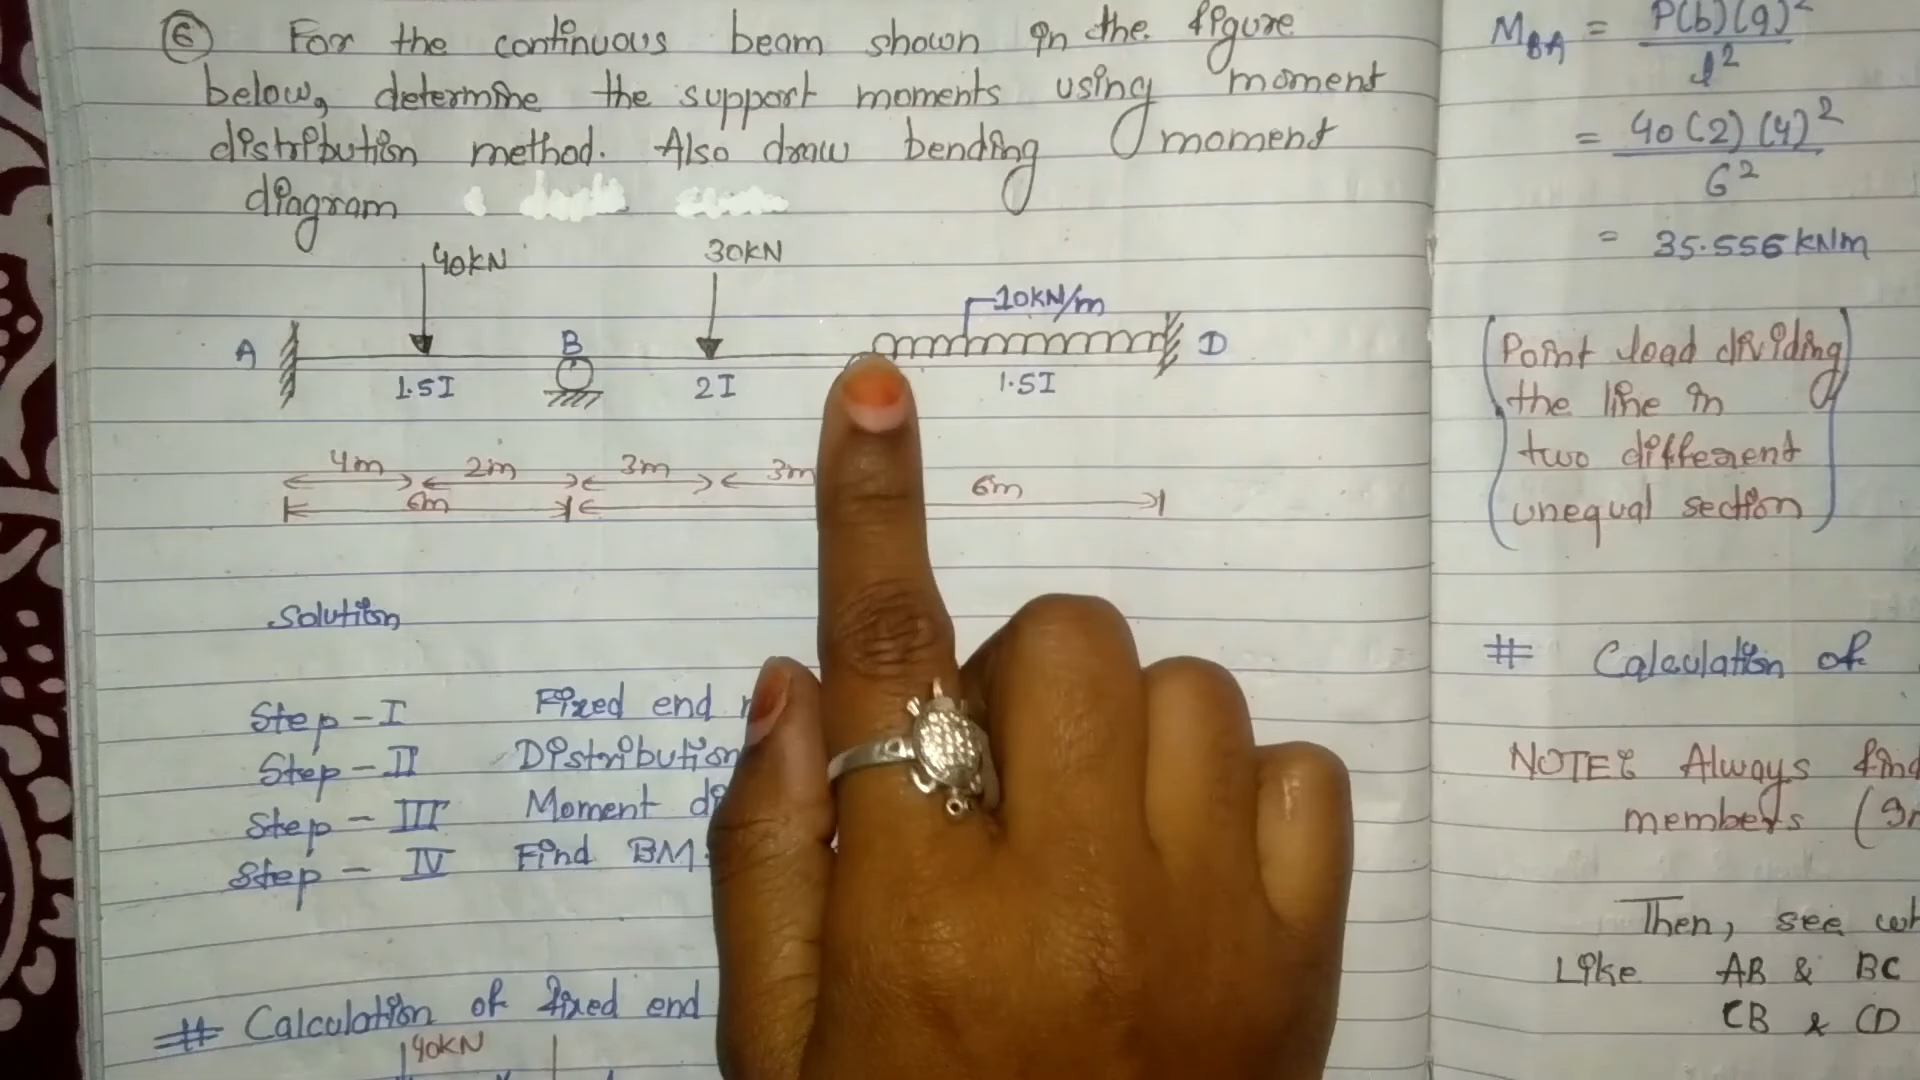 6 For the continuous beam shown in the figure
below, determine the support moments using moment
distribution method. Also draw bending moment
diagram
40kN
30kN
10kN/m
A
B
D
1.5I
2I
1.5I
4m
2m
3m
3m
6m
6m
Solution
Step - I Fixed end
Step - II Distribution
Step - III Moment
Step - IV Find BM.
# Calculation of fixed end
40kN
MBA = P(b)(a)²
l²
= 40(2)(4)²
6²
= 35.556 kNm
(Point load dividing
the line in
two different
unequal section)
# Calculation of
NOTE: Always find
members
Then, see
Like AB & BC
CB & CD